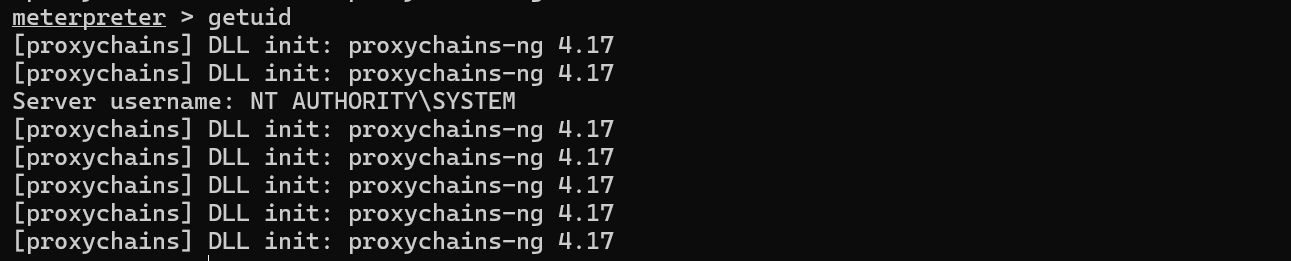 meterpreter > getuid
[proxychains] DLL init: proxychains-ng 4.17
[proxychains] DLL init: proxychains-ng 4.17
Server username: NT AUTHORITY\SYSTEM
[proxychains] DLL init: proxychains-ng 4.17
[proxychains] DLL init: proxychains-ng 4.17
[proxychains] DLL init: proxychains-ng 4.17
[proxychains] DLL init: proxychains-ng 4.17
[proxychains] DLL init: proxychains-ng 4.17